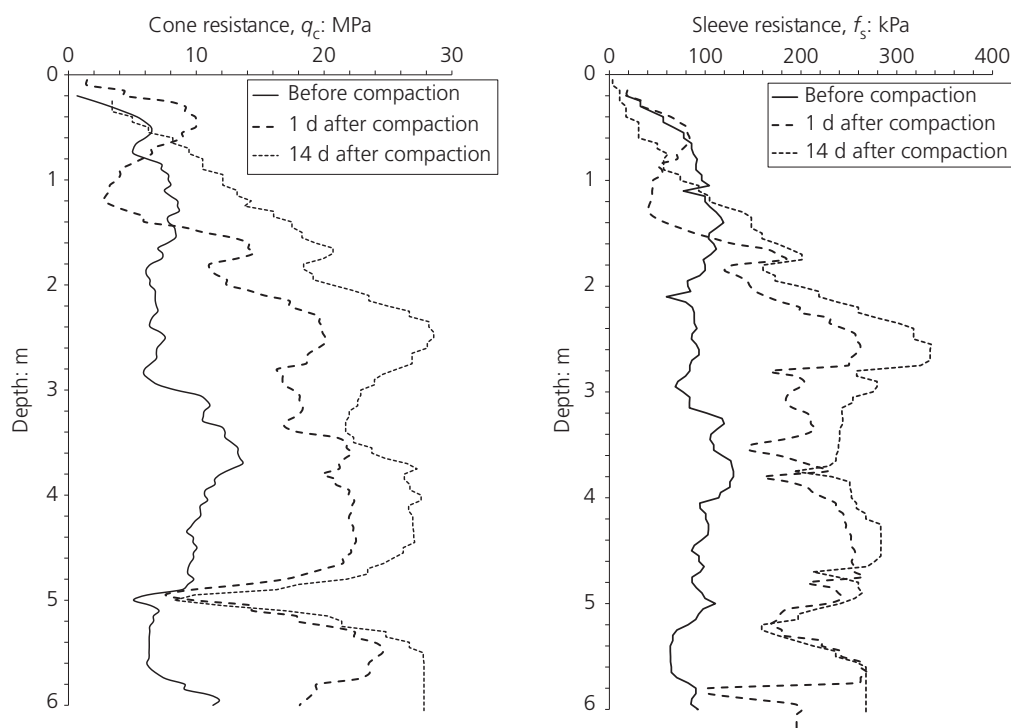 Cone resistance, qc: MPa
0 10 20 30
0
1
2
3
4
5
6
Depth: m
Before compaction
1 d after compaction
14 d after compaction
Sleeve resistance, fs: kPa
0 100 200 300 400
0
1
2
3
4
5
6
Depth: m
Before compaction
1 d after compaction
14 d after compaction